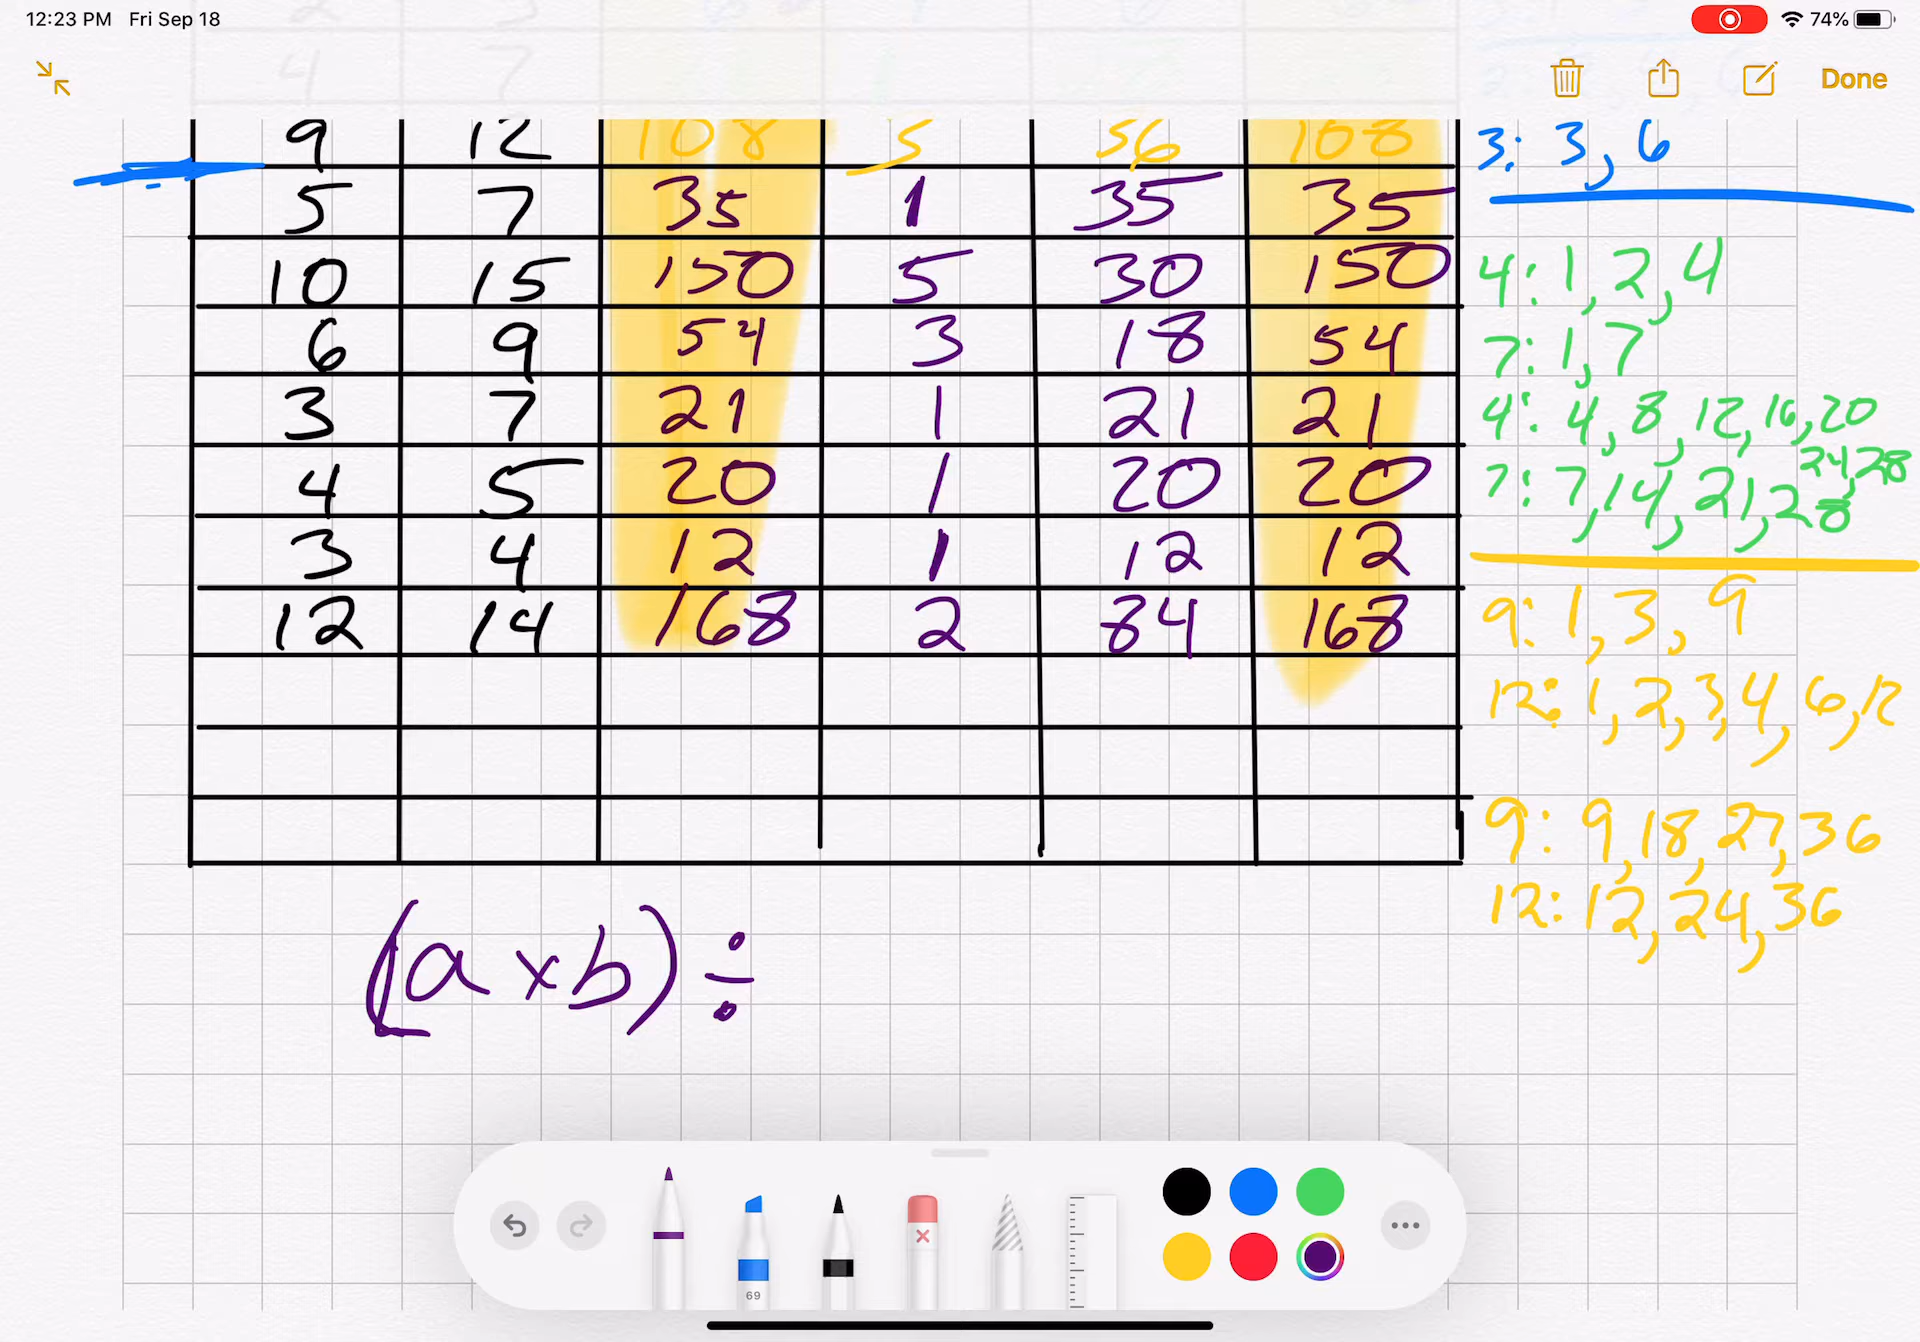 12:23 PM Fri Sep 18
74%
Done
4 7
9 12 108 5 56 108
5 7 35 1 35 35
10 15 150 5 30 150
6 9 54 3 18 54
3 7 21 1 21 21
4 5 20 1 20 20
3 4 12 1 12 12
12 14 168 2 84 168
(a x b) ÷
3: 3, 6
4: 1, 2, 4
7: 1, 7
4: 4, 8, 12, 16, 20
24, 28
7: 7, 14, 21, 28
9: 1, 3, 9
12: 1, 2, 3, 4, 6, 12
9: 9, 18, 27, 36
12: 12, 24, 36
69